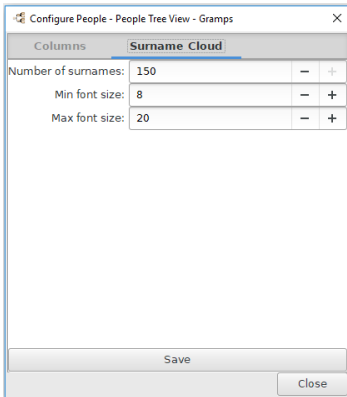 Configure People - People Tree View - Gramps
Columns Surname Cloud
Number of surnames: 150
Min font size: 8
Max font size: 20
Save
Close